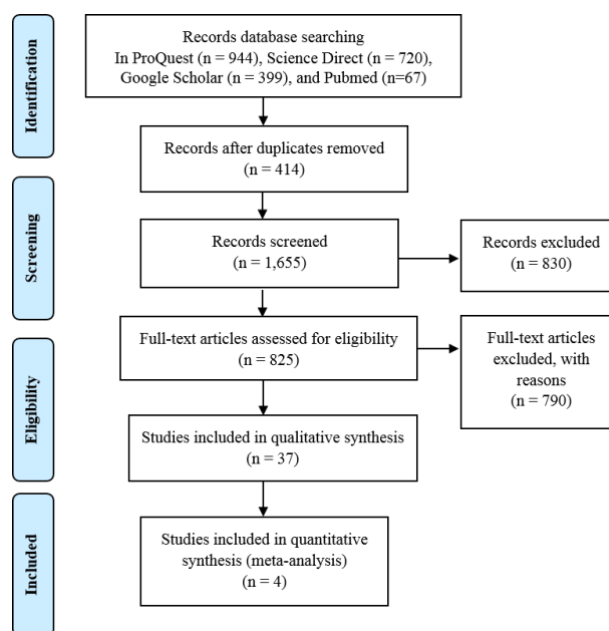 Identification
Records database searching
In ProQuest (n = 944), Science Direct (n = 720),
Google Scholar (n = 399), and Pubmed (n=67)
Records after duplicates removed
(n = 414)
Screening
Records screened
(n = 1,655)
Records excluded
(n = 830)
Eligibility
Full-text articles assessed for eligibility
(n = 825)
Full-text articles
excluded, with
reasons
(n = 790)
Studies included in qualitative synthesis
(n = 37)
Included
Studies included in quantitative
synthesis (meta-analysis)
(n = 4)